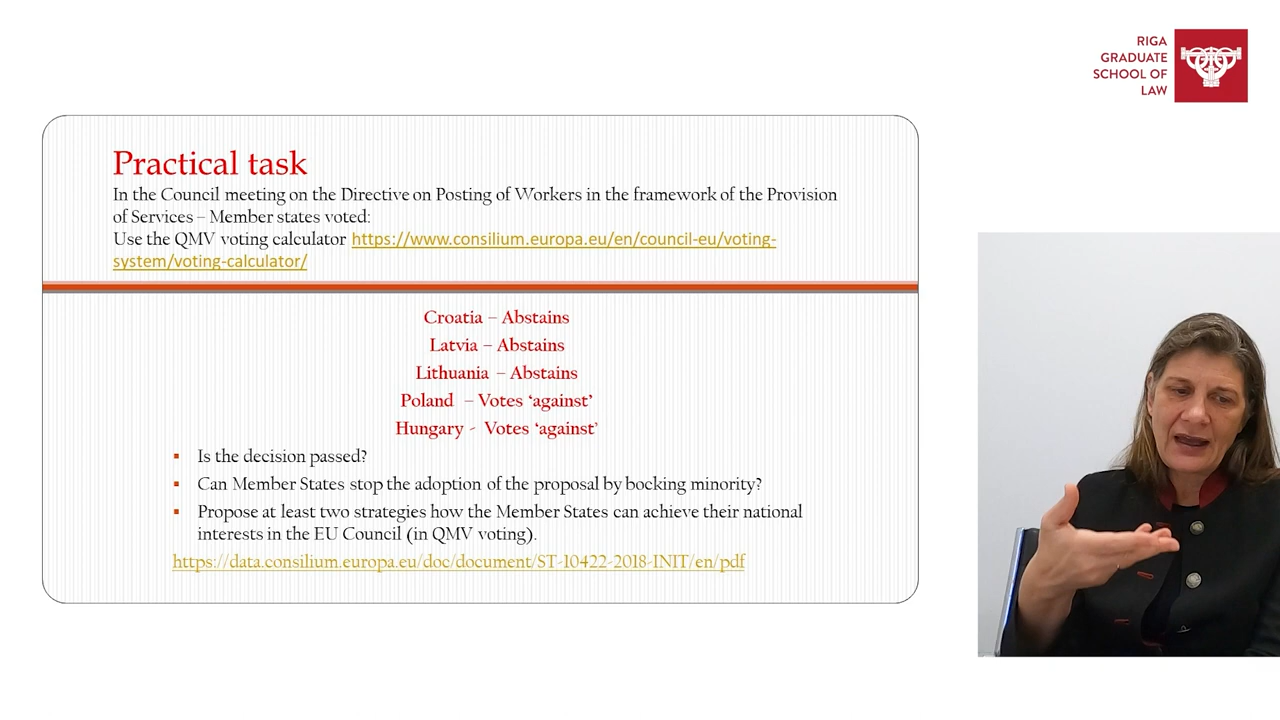 RIGA
GRADUATE
SCHOOL OF
LAW
Practical task
In the Council meeting on the Directive on Posting of Workers in the framework of the Provision
of Services – Member states voted:
Use the QMV voting calculator https://www.consilium.europa.eu/en/council-eu/voting-
system/voting-calculator/
Croatia – Abstains
Latvia – Abstains
Lithuania – Abstains
Poland – Votes ‘against’
Hungary - Votes ‘against’
▪ Is the decision passed?
▪ Can Member States stop the adoption of the proposal by bocking minority?
▪ Propose at least two strategies how the Member States can achieve their national
interests in the EU Council (in QMV voting).
https://data.consilium.europa.eu/doc/document/ST-10422-2018-INIT/en/pdf